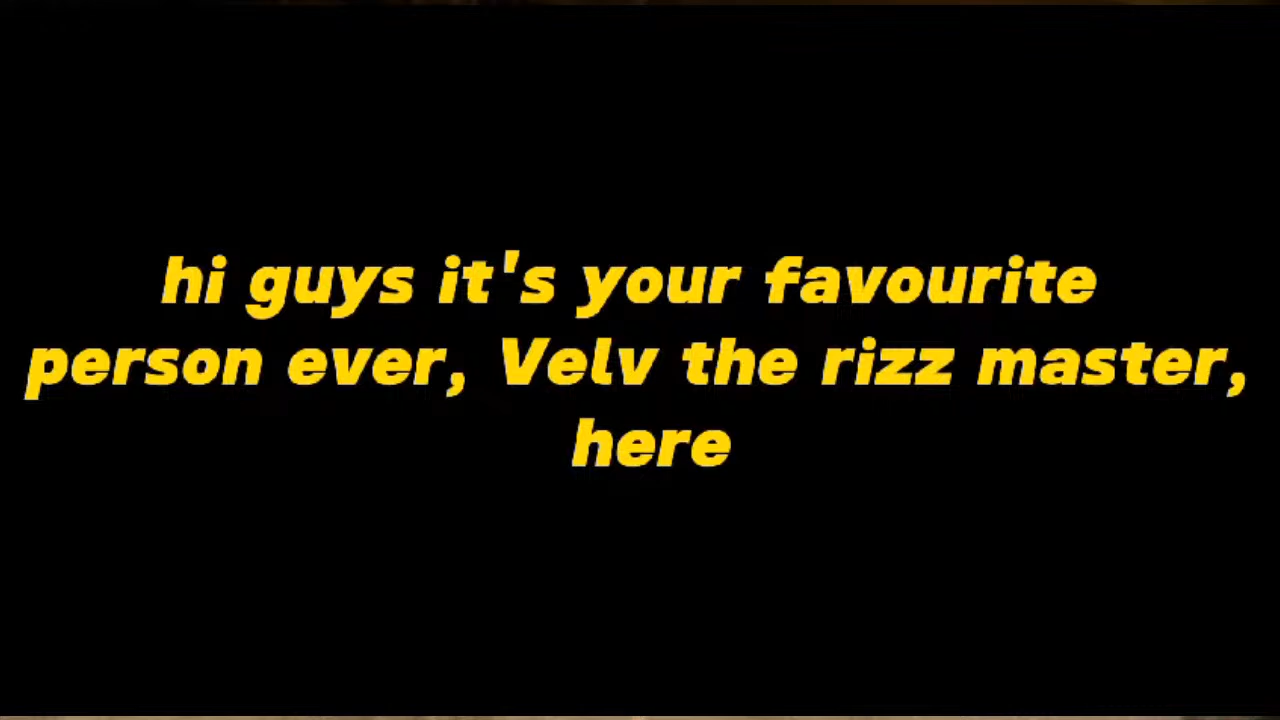 hi guys it's your favourite
person ever, Velv the rizz master,
here